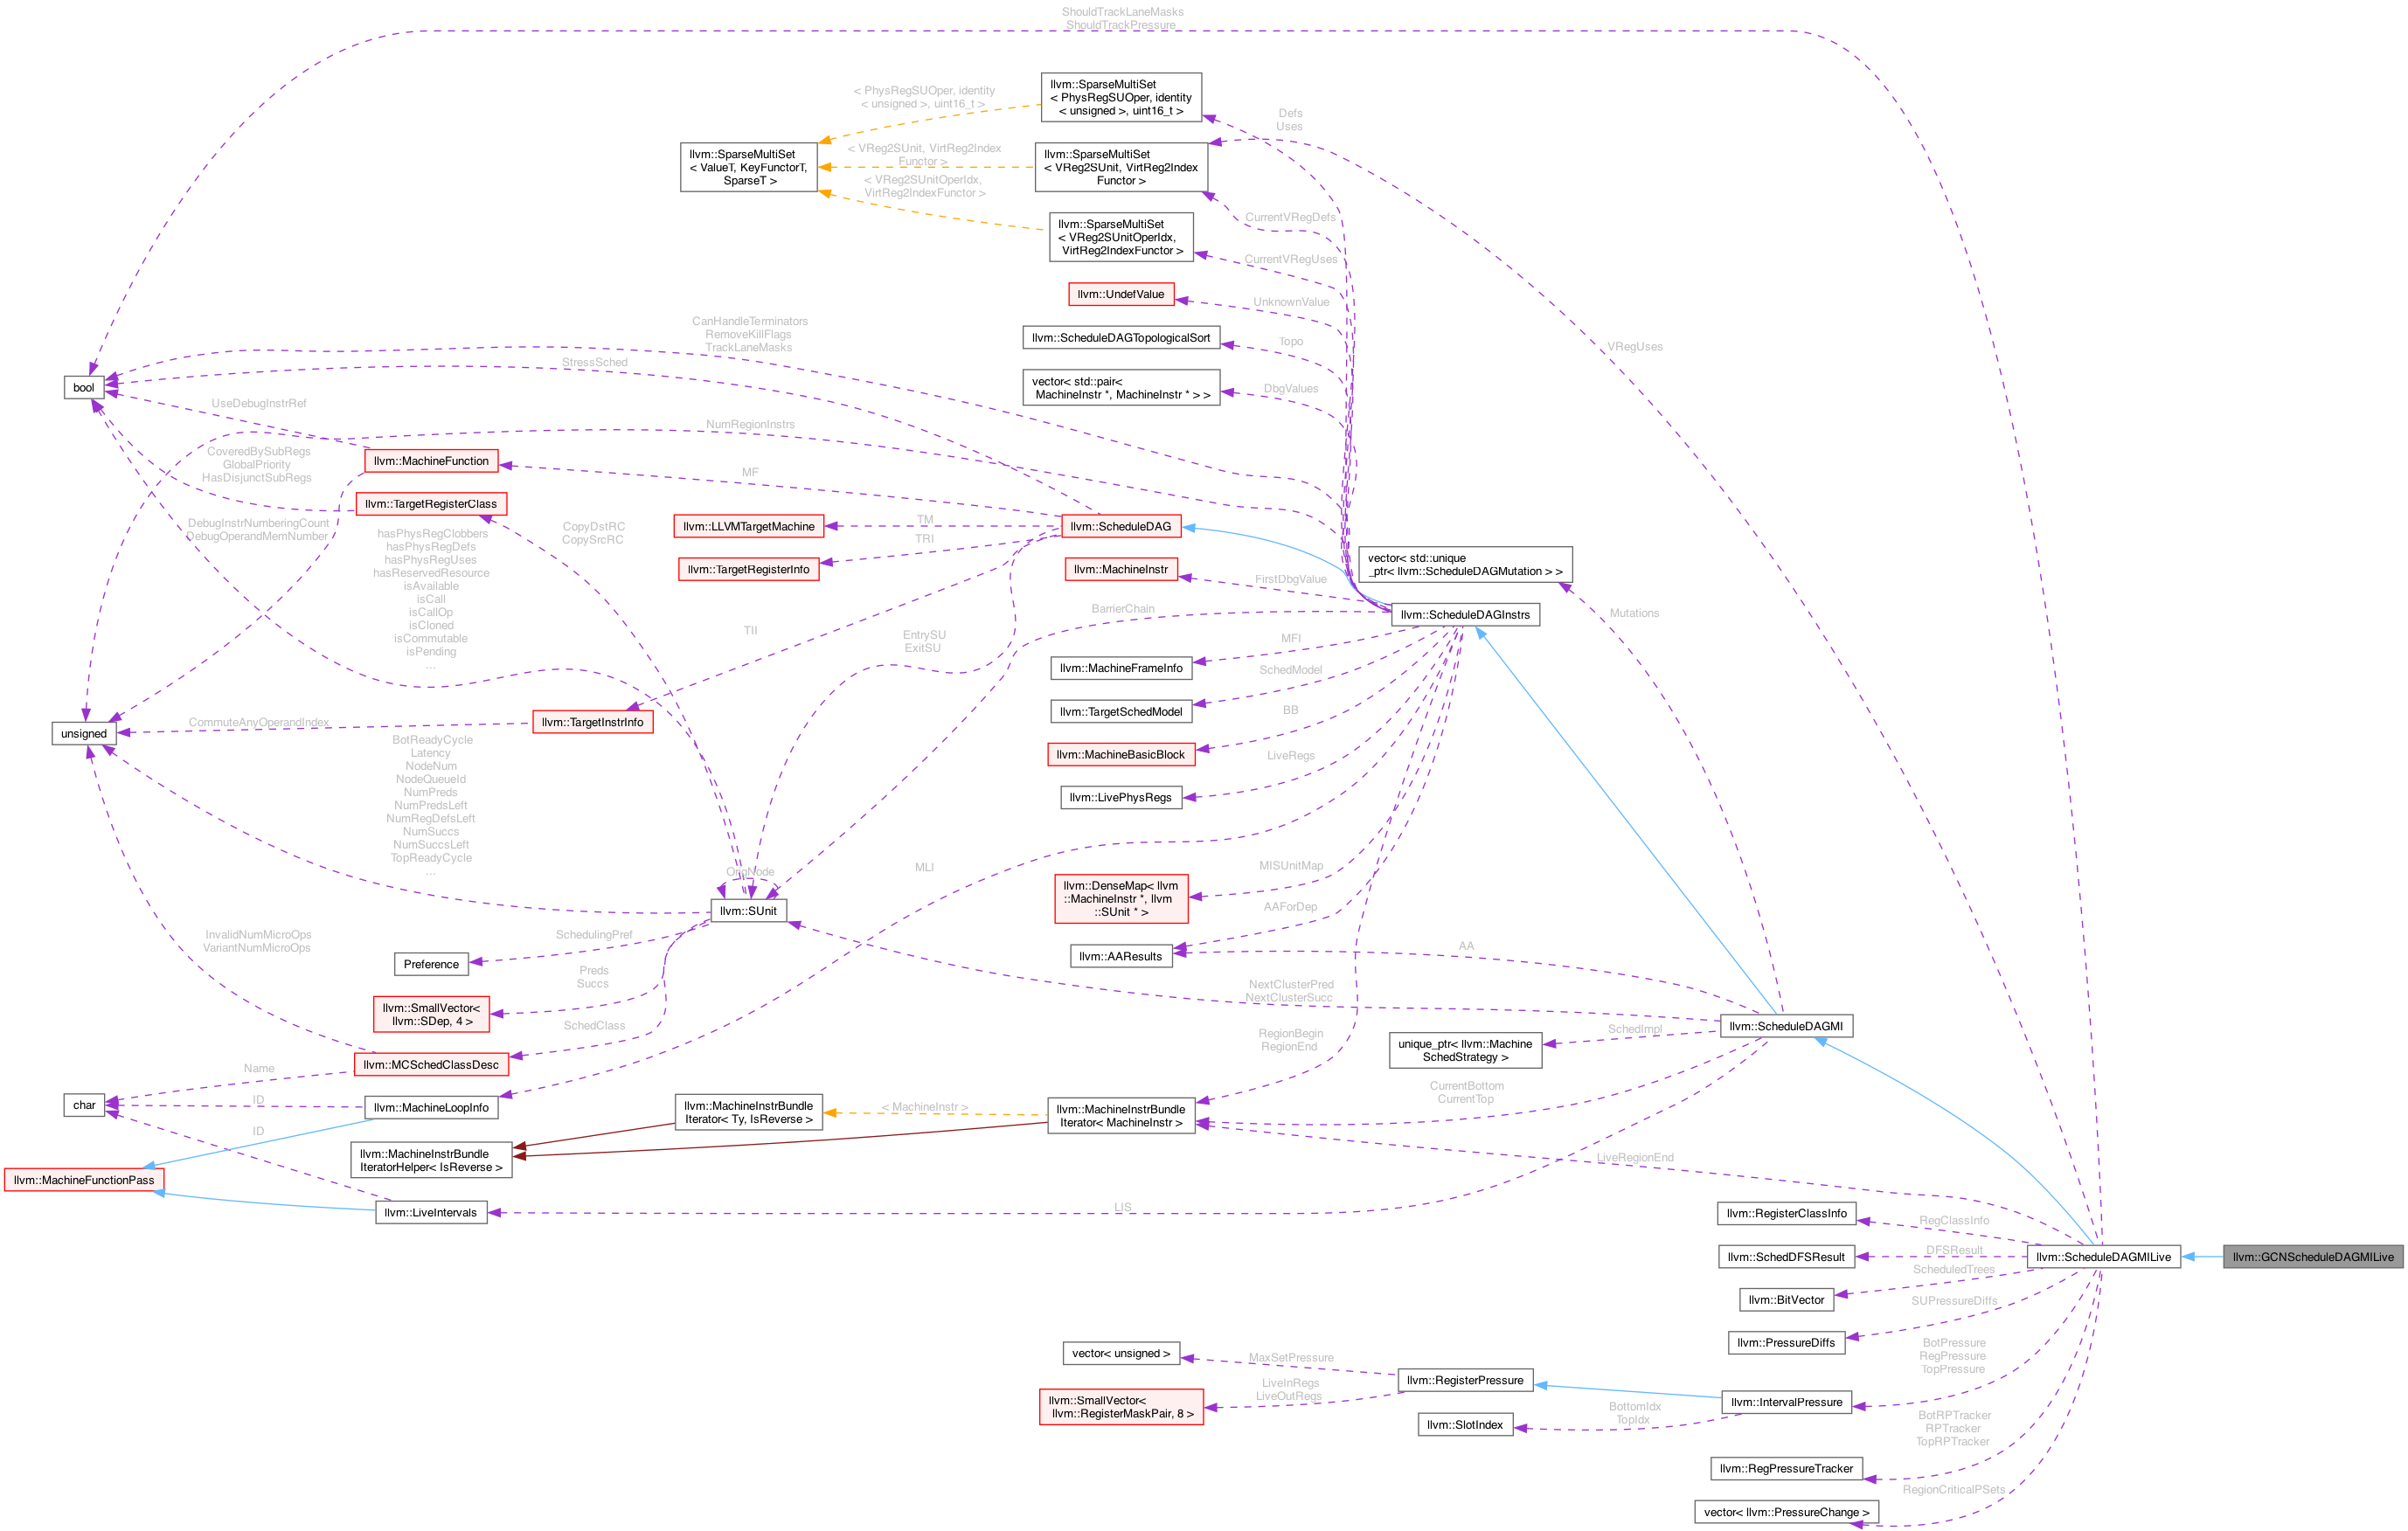 ShouldTrackLaneMasks
ShouldTrackPressure
llvm::SparseMultiSet
< PhysRegSUOper, identity
< unsigned >, uint16_t >
< PhysRegSUOper, identity
< unsigned >, uint16_t >
Defs
Uses
llvm::SparseMultiSet
< ValueT, KeyFunctorT,
SparseT >
< VReg2SUnit, VirtReg2Index
Functor >
llvm::SparseMultiSet
< VReg2SUnit, VirtReg2Index
Functor >
< VReg2SUnitOperIdx,
VirtReg2IndexFunctor >
llvm::SparseMultiSet
< VReg2SUnitOperIdx,
VirtReg2IndexFunctor >
CurrentVRegDefs
CurrentVRegUses
llvm::UndefValue
UnknownValue
CanHandleTerminators
RemoveKillFlags
TrackLaneMasks
llvm::ScheduleDAGTopologicalSort
Topo
VRegUses
StressSched
bool
vector< std::pair<
MachineInstr *, MachineInstr * > >
DbgValues
UseDebugInstrRef
NumRegionInstrs
CoveredBySubRegs
GlobalPriority
HasDisjunctSubRegs
llvm::MachineFunction
MF
llvm::TargetRegisterClass
DebugInstrNumberingCount
DebugOperandMemNumber
hasPhysRegClobbers
hasPhysRegDefs
hasPhysRegUses
hasReservedResource
isAvailable
isCall
isCallOp
isCloned
isCommutable
isPending
...
CopyDstRC
CopySrcRC
llvm::LLVMTargetMachine
TM
llvm::ScheduleDAG
TRI
llvm::TargetRegisterInfo
llvm::MachineInstr
FirstDbgValue
vector< std::unique
_ptr< llvm::ScheduleDAGMutation > >
BarrierChain
llvm::ScheduleDAGInstrs
Mutations
TII
EntrySU
ExitSU
MFI
llvm::MachineFrameInfo
SchedModel
llvm::TargetSchedModel
BB
llvm::MachineBasicBlock
unsigned
CommuteAnyOperandIndex
llvm::TargetInstrInfo
BotReadyCycle
Latency
NodeNum
NodeQueueId
NumPreds
NumPredsLeft
NumRegDefsLeft
NumSuccs
NumSuccsLeft
TopReadyCycle
...
LiveRegs
llvm::LivePhysRegs
OrigNode
llvm::SUnit
MLI
MISUnitMap
llvm::DenseMap< llvm
::MachineInstr *, llvm
::SUnit * >
AAForDep
InvalidNumMicroOps
VariantNumMicroOps
SchedulingPref
Preference
llvm::AAResults
AA
Preds
Succs
llvm::SmallVector<
llvm::SDep, 4 >
NextClusterPred
NextClusterSucc
SchedClass
llvm::MCSchedClassDesc
RegionBegin
RegionEnd
unique_ptr< llvm::Machine
SchedStrategy >
SchedImpl
llvm::ScheduleDAGMI
Name
char
ID
llvm::MachineLoopInfo
llvm::MachineInstrBundle
Iterator< Ty, IsReverse >
< MachineInstr >
llvm::MachineInstrBundle
Iterator< MachineInstr >
CurrentBottom
CurrentTop
ID
llvm::MachineInstrBundle
IteratorHelper< IsReverse >
llvm::MachineFunctionPass
LiveRegionEnd
llvm::LiveIntervals
LIS
llvm::RegisterClassInfo
RegClassInfo
llvm::SchedDFSResult
DFSResult
llvm::ScheduleDAGMILive
llvm::GCNScheduleDAGMILive
ScheduledTrees
llvm::BitVector
SUPressureDiffs
llvm::PressureDiffs
vector< unsigned >
MaxSetPressure
BotPressure
RegPressure
TopPressure
llvm::RegisterPressure
LiveInRegs
LiveOutRegs
llvm::SmallVector<
llvm::RegisterMaskPair, 8 >
llvm::IntervalPressure
BottomIdx
TopIdx
llvm::SlotIndex
BotRPTracker
RPTracker
TopRPTracker
llvm::RegPressureTracker
RegionCriticalPSets
vector< llvm::PressureChange >